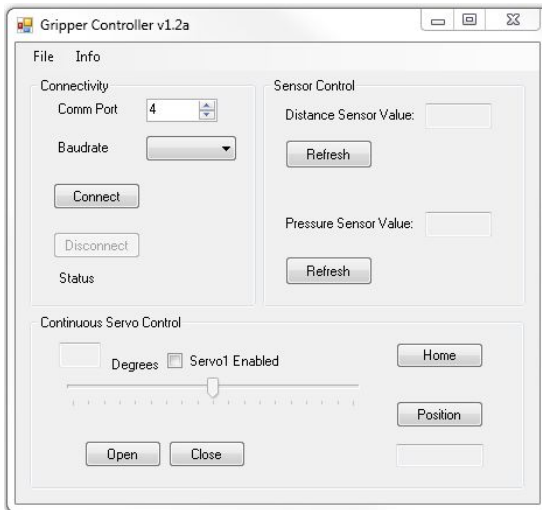 Gripper Controller v1.2a
File Info
Connectivity
Comm Port 4
Baudrate
Connect
Disconnect
Status
Sensor Control
Distance Sensor Value:
Refresh
Pressure Sensor Value:
Refresh
Continuous Servo Control
Degrees Servo1 Enabled
Home
Position
Open Close